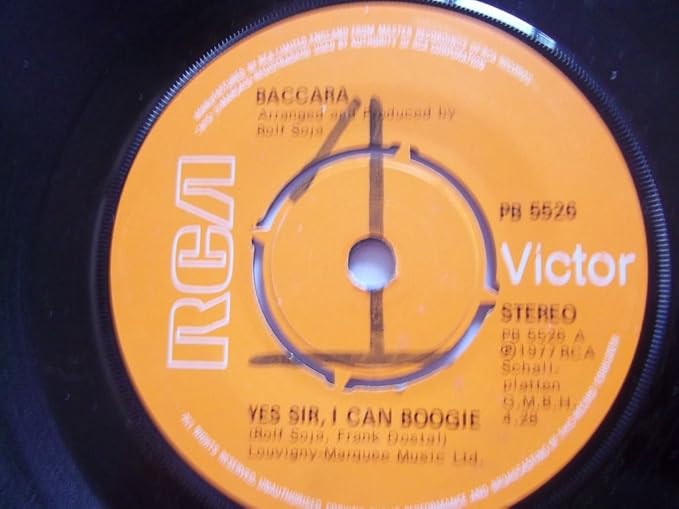 BACCARA
Arranged and Produced by
Rolf Soja
RCA
PB 5526
Victor
STEREO
PB 5526 A
℗ 1977 RCA
Schall-
platten
G.M.B.H.
4.28
YES SIR, I CAN BOOGIE
(Rolf Soja, Frank Dostal)
Louvigny Marquee Music Ltd.
1